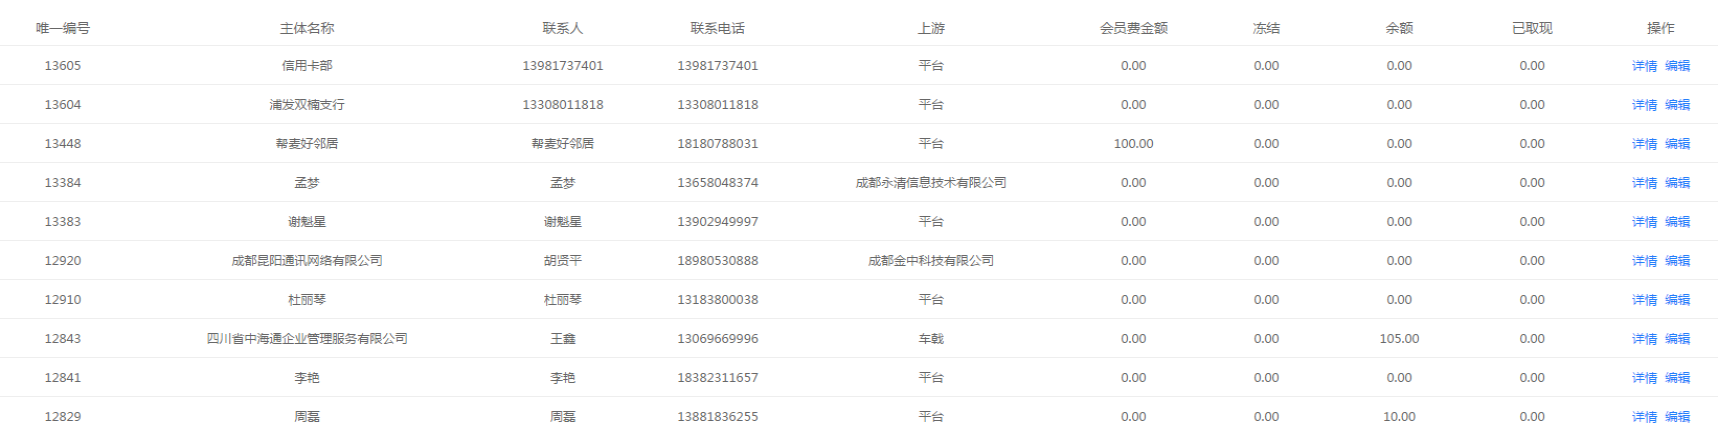 唯一编号 主体名称 联系人 联系电话 上游 会员费金额 冻结 余额 已取现 操作
13605 信用卡部 13981737401 13981737401 平台 0.00 0.00 0.00 0.00 详情 编辑
13604 浦发双楠支行 13308011818 13308011818 平台 0.00 0.00 0.00 0.00 详情 编辑
13448 帮麦好邻居 帮麦好邻居 18180788031 平台 100.00 0.00 0.00 0.00 详情 编辑
13384 孟梦 孟梦 13658048374 成都永清信息技术有限公司 0.00 0.00 0.00 0.00 详情 编辑
13383 谢魁星 谢魁星 13902949997 平台 0.00 0.00 0.00 0.00 详情 编辑
12920 成都昆阳通讯网络有限公司 胡贤平 18980530888 成都金中科技有限公司 0.00 0.00 0.00 0.00 详情 编辑
12910 杜丽琴 杜丽琴 13183800038 平台 0.00 0.00 0.00 0.00 详情 编辑
12843 四川省中海通企业管理服务有限公司 王鑫 13069669996 车戟 0.00 0.00 105.00 0.00 详情 编辑
12841 李艳 李艳 18382311657 平台 0.00 0.00 0.00 0.00 详情 编辑
12829 周磊 周磊 13881836255 平台 0.00 0.00 10.00 0.00 详情 编辑